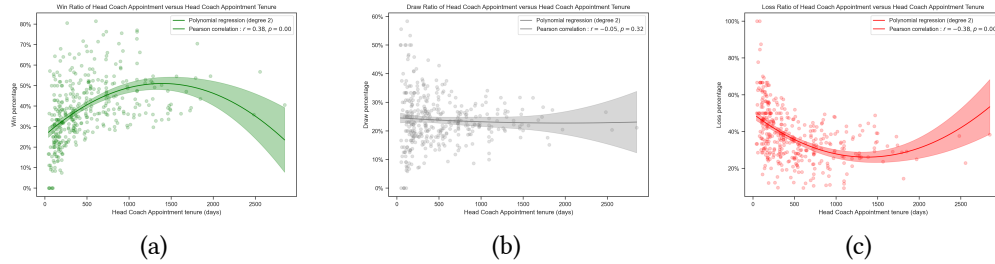 Win Ratio of Head Coach Appointment versus Head Coach Appointment Tenure
Polynomial regression (degree 2)
Pearson correlation : r = 0.38, p = 0.00
80%
70%
60%
50%
40%
30%
20%
10%
0%
Win percentage
0 500 1000 1500 2000 2500
Head Coach Appointment tenure (days)
(a)
Draw Ratio of Head Coach Appointment versus Head Coach Appointment Tenure
Polynomial regression (degree 2)
Pearson correlation : r = −0.05, p = 0.32
60%
50%
40%
30%
20%
10%
0%
Draw percentage
0 500 1000 1500 2000 2500
Head Coach Appointment tenure (days)
(b)
Loss Ratio of Head Coach Appointment versus Head Coach Appointment Tenure
Polynomial regression (degree 2)
Pearson correlation : r = −0.38, p = 0.00
100%
80%
60%
40%
20%
Loss percentage
0 500 1000 1500 2000 2500
Head Coach Appointment tenure (days)
(c)